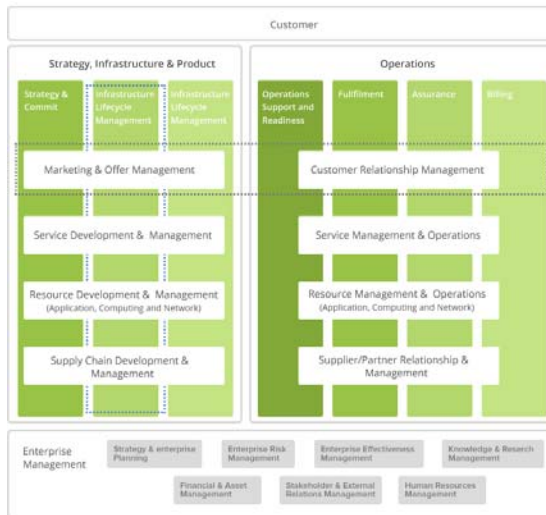 Customer
Strategy, Infrastructure & Product
Operations
Strategy &
Commit
Infrastructure
Lifecycle
Management
Infrastructure
Lifecycle
Management
Operations
Support and
Readiness
Fulfilment
Assurance
Billing
Marketing & Offer Management
Customer Relationship Management
Service Development & Management
Service Management & Operations
Resource Development & Management
(Application, Computing and Network)
Resource Management & Operations
(Application, Computing and Network)
Supply Chain Development &
Management
Supplier/Partner Relationship &
Management
Enterprise
Management
Strategy & enterprise
Planning
Enterprise Risk
Management
Enterprise Effectiveness
Management
Knowledge & Reserch
Management
Financial & Asset
Management
Stakeholder & External
Relations Management
Human Resources
Management